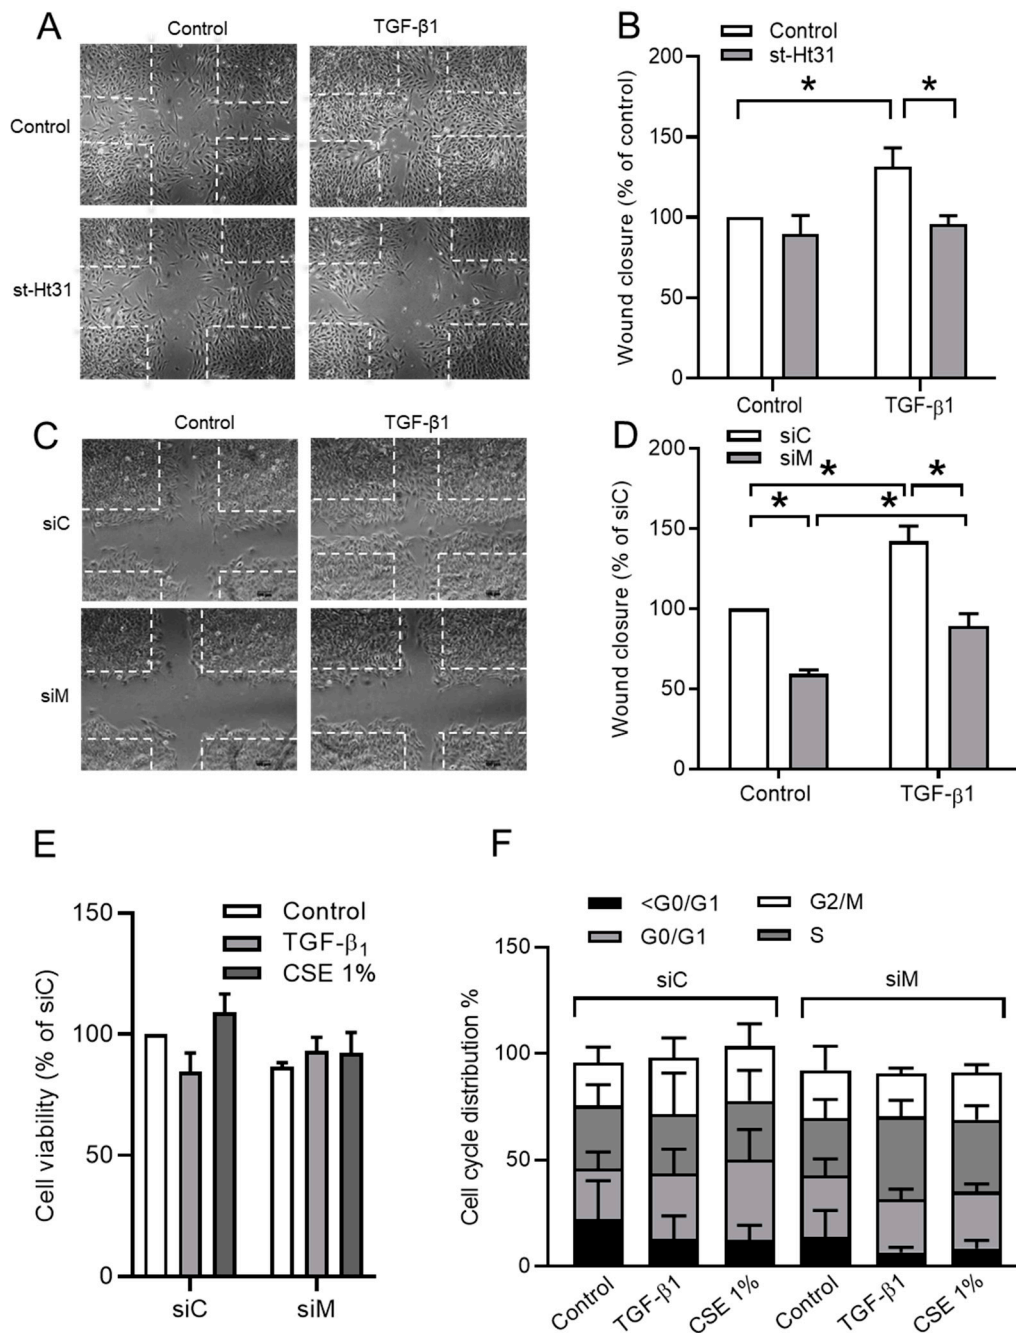 A
Control
TGF-β1
Control
st-Ht31
B
Control
st-Ht31
200
150
100
50
0
Wound closure (% of control)
*
*
Control
TGF-β1
C
Control
TGF-β1
siC
siM
D
siC
siM
200
150
100
50
0
Wound closure (% of siC)
*
*
*
*
Control
TGF-β1
E
Control
TGF-β₁
CSE 1%
150
100
50
0
Cell viability (% of siC)
siC
siM
F
<G0/G1
G2/M
G0/G1
S
150
100
50
0
Cell cycle distribution %
siC
siM
Control
TGF-β1
CSE 1%
Control
TGF-β1
CSE 1%